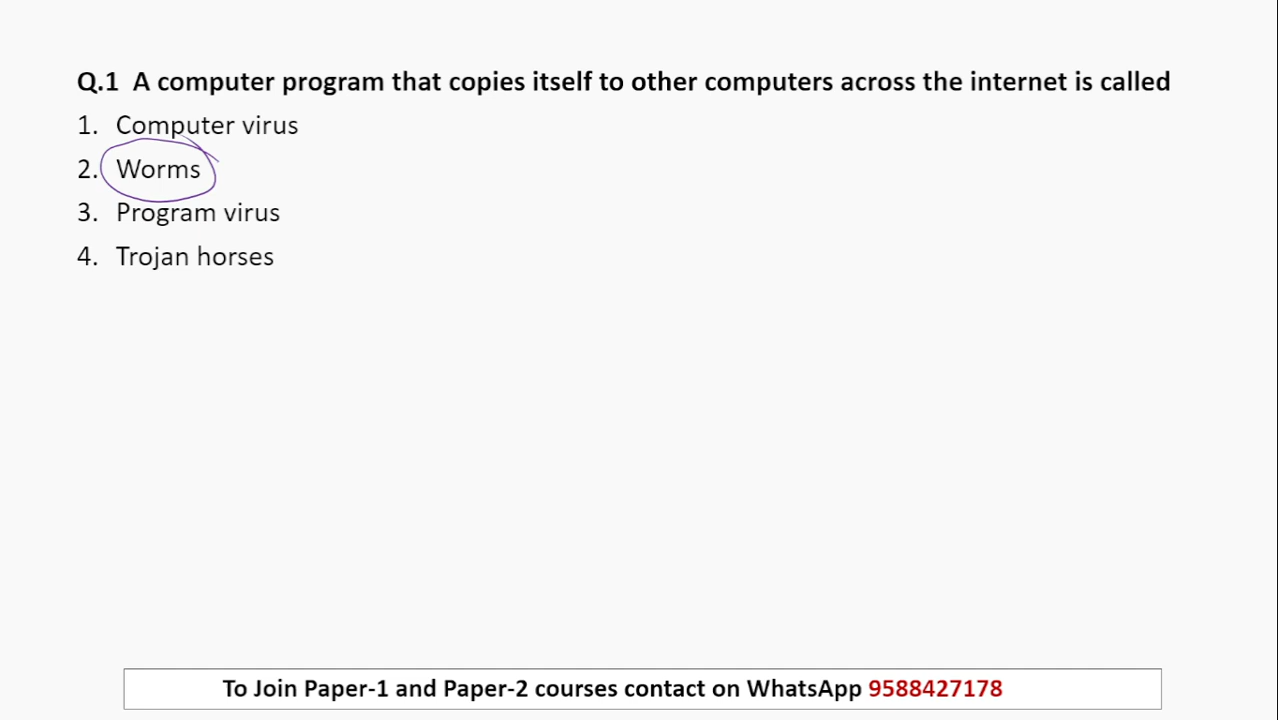 Q.1 A computer program that copies itself to other computers across the internet is called
1. Computer virus
2. Worms
3. Program virus
4. Trojan horses
To Join Paper-1 and Paper-2 courses contact on WhatsApp 9588427178